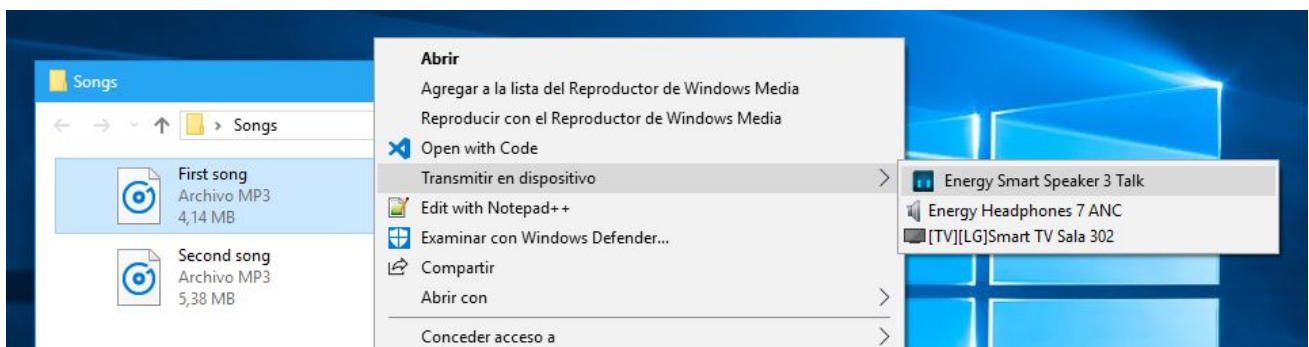 Songs
Songs
First song
Archivo MP3
4,14 MB
Second song
Archivo MP3
5,38 MB
Abrir
Agregar a la lista del Reproductor de Windows Media
Reproducir con el Reproductor de Windows Media
Open with Code
Transmitir en dispositivo
Edit with Notepad++
Examinar con Windows Defender...
Compartir
Abrir con
Conceder acceso a
Energy Smart Speaker 3 Talk
Energy Headphones 7 ANC
[TV][LG]Smart TV Sala 302